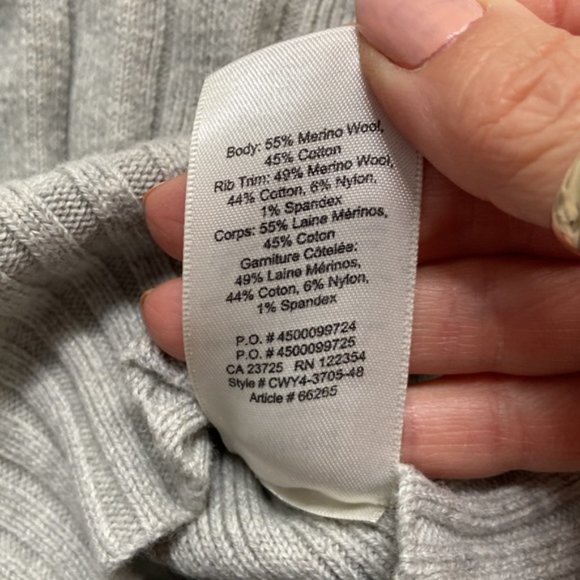 Body: 55% Merino Wool,
45% Cotton
Rib Trim: 49% Merino Wool,
44% Cotton, 6% Nylon,
1% Spandex
Corps: 55% Laine Mérinos,
45% Coton
Garniture Côtelée:
49% Laine Mérinos,
44% Coton, 6% Nylon,
1% Spandex
P.O. # 4500099724
P.O. # 4500099725
CA 23725 RN 122354
Style # CWY4-3705-48
Article # 66265